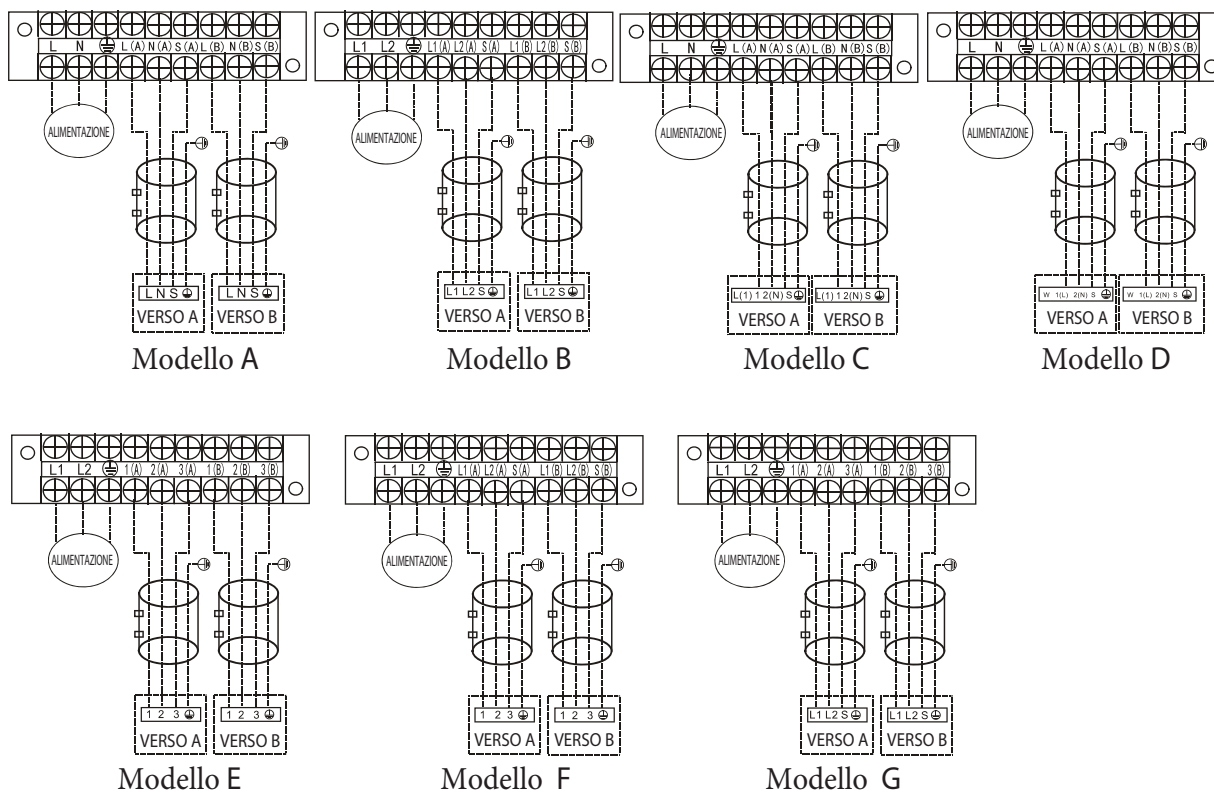 L N L(A) N(A) S(A) L(B) N(B) S(B)
ALIMENTAZIONE
L N S
L N S
VERSO A
VERSO B
Modello A
L1 L2 L1(A) L2(A) S(A) L1(B) L2(B) S(B)
ALIMENTAZIONE
L1 L2 S
L1 L2 S
VERSO A
VERSO B
Modello B
L N L(A) N(A) S(A) L(B) N(B) S(B)
ALIMENTAZIONE
L(1) 1 2(N) S
L(1) 1 2(N) S
VERSO A
VERSO B
Modello C
L N L(A) N(A) S(A) L(B) N(B) S(B)
ALIMENTAZIONE
W 1(L) 2(N) S
W 1(L) 2(N) S
VERSO A
VERSO B
Modello D
L1 L2 1(A) 2(A) 3(A) 1(B) 2(B) 3(B)
ALIMENTAZIONE
1 2 3
1 2 3
VERSO A
VERSO B
Modello E
L1 L2 L1(A) L2(A) S(A) L1(B) L2(B) S(B)
ALIMENTAZIONE
1 2 3
1 2 3
VERSO A
VERSO B
Modello F
L1 L2 1(A) 2(A) 3(A) 1(B) 2(B) 3(B)
ALIMENTAZIONE
L1 L2 S
L1 L2 S
VERSO A
VERSO B
Modello G